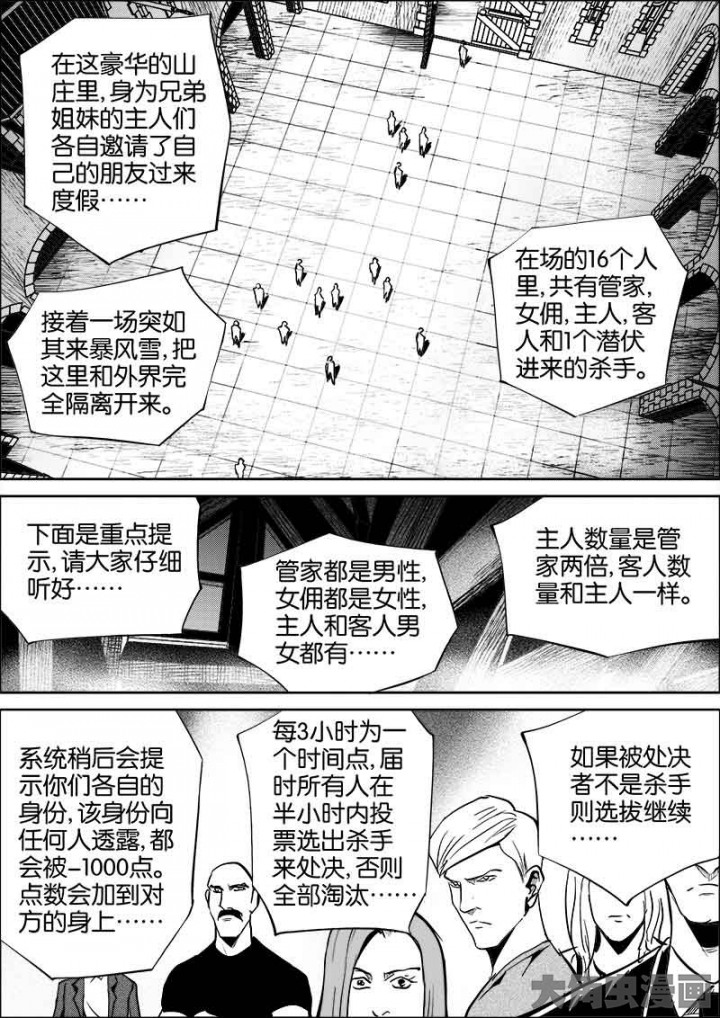 在这豪华的山
庄里,身为兄弟
姐妹的主人们
各自邀请了自
己的朋友过来
度假……
接着一场突如
其来暴风雪,把
这里和外界完
全隔离开来。
在场的16个人
里,共有管家,
女佣,主人,客
人和1个潜伏
进来的杀手。
下面是重点提
示,请大家仔细
听好……
管家都是男性,
女佣都是女性,
主人和客人男
女都有……
主人数量是管
家两倍,客人数
量和主人一样。
系统稍后会提
示你们各自的
身份,该身份向
任何人透露,都
会被-1000点。
点数会加到对
方的身上……
每3小时为一
个时间点,届
时所有人在
半小时内投
票选出杀手
来处决,否则
全部淘汰……
如果被处决
者不是杀手
则选拔继续
……
大角虫漫画